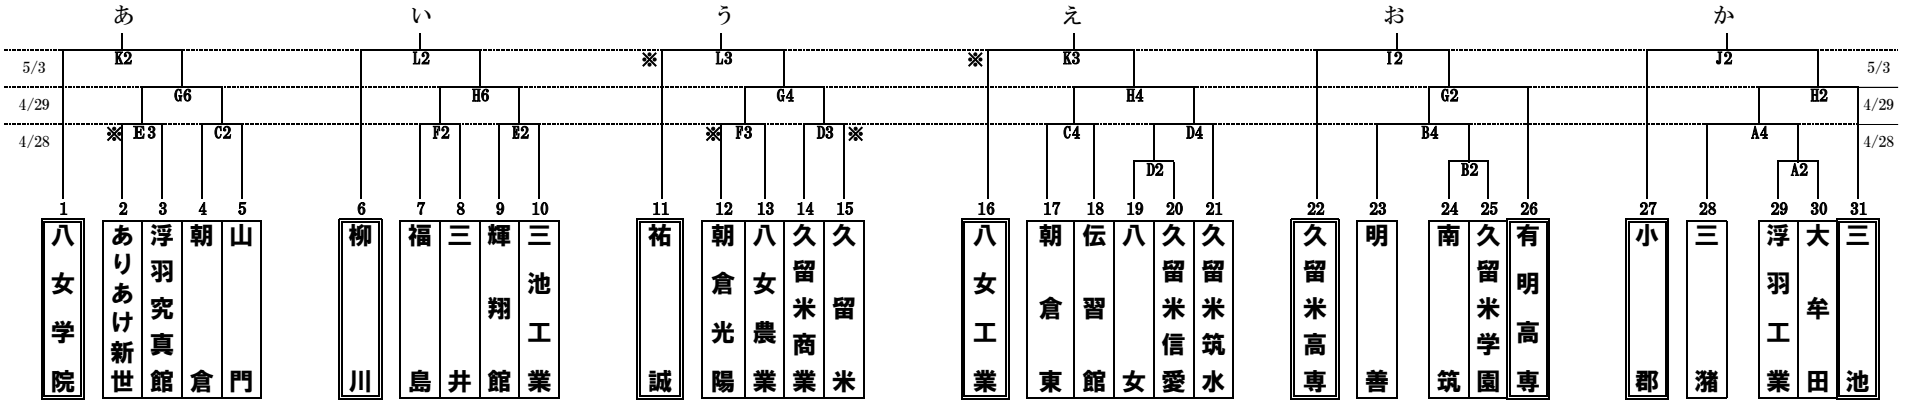 あ い う え お か
K2 ※ L2 L3 ※ K3 I2 J2
5/3 5/3
G6 H6 G4 H4 G2 H2
4/29 4/29
※ E3 C2 F2 E2 ※ F3 D3 ※ C4 D4 B4 A4
4/28 4/28
D2 B2 A2
1 2 3 4 5 6 7 8 9 10 11 12 13 14 15 16 17 18 19 20 21 22 23 24 25 26 27 28 29 30 31
八女学院
ありあけ新世
浮羽究真館
朝倉
山門
柳川
福島
三井
輝翔館
三池工業
祐誠
朝倉光陽
八女農業
久留米商業
久留米
八女工業
朝倉東
伝習館
八女
久留米信愛
久留米筑水
久留米高専
明善
南筑
久留米学園
有明高専
小郡
三潴
浮羽工業
大牟田
三池